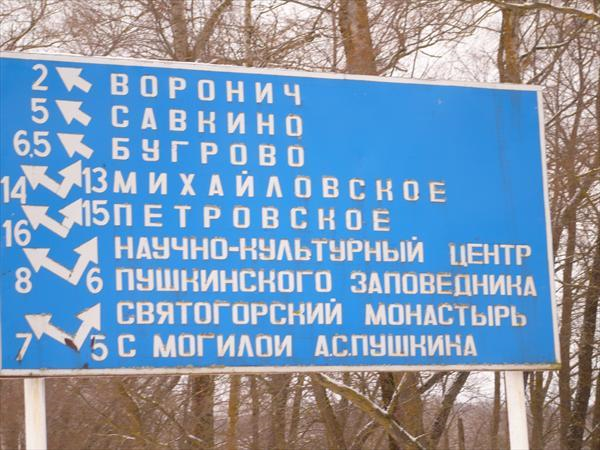 2 ВОРОНИЧ
5 САВКИНО
6.5 БУГРОВО
14 13 МИХАЙЛОВСКОЕ
16 15 ПЕТРОВСКОЕ
НАУЧНО-КУЛЬТУРНЫЙ ЦЕНТР
8 6 ПУШКИНСКОГО ЗАПОВЕДНИКА
СВЯТОГОРСКИЙ МОНАСТЫРЬ
7 5 С МОГИЛОИ А.С.ПУШКИНА